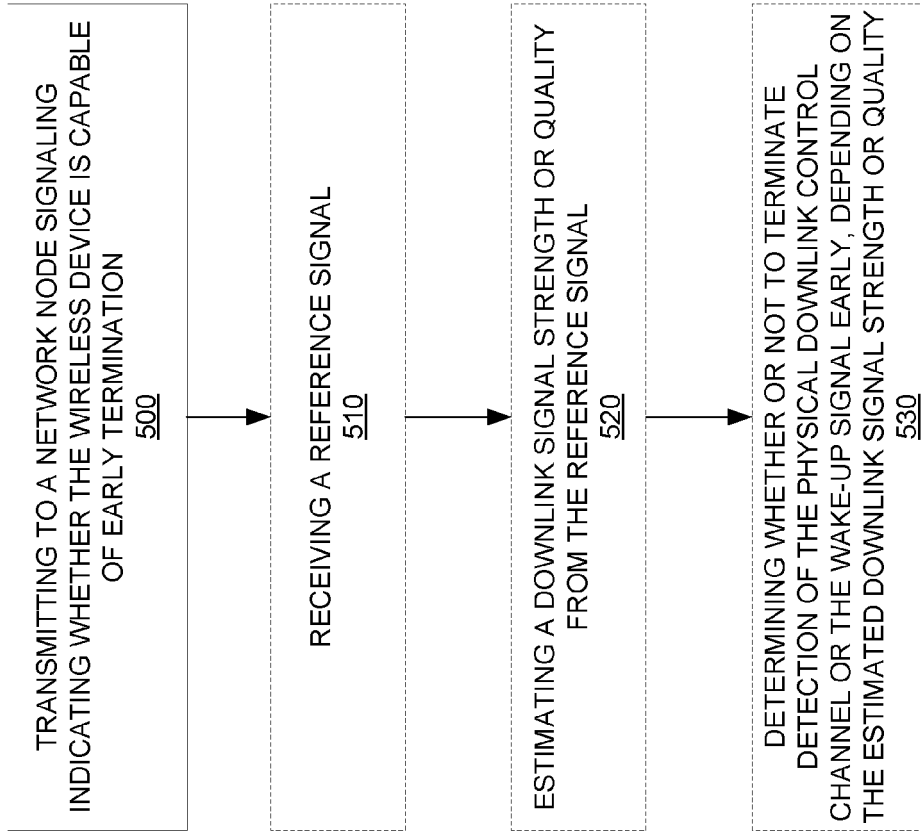 TRANSMITTING TO A NETWORK NODE SIGNALING
INDICATING WHETHER THE WIRELESS DEVICE IS CAPABLE
OF EARLY TERMINATION
500
RECEIVING A REFERENCE SIGNAL
510
ESTIMATING A DOWNLINK SIGNAL STRENGTH OR QUALITY
FROM THE REFERENCE SIGNAL
520
DETERMINING WHETHER OR NOT TO TERMINATE
DETECTION OF THE PHYSICAL DOWNLINK CONTROL
CHANNEL OR THE WAKE-UP SIGNAL EARLY, DEPENDING ON
THE ESTIMATED DOWNLINK SIGNAL STRENGTH OR QUALITY
530